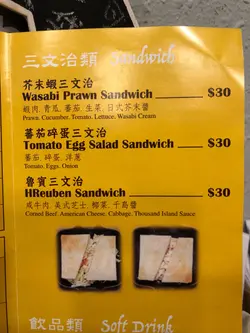 三文治類 Sandwich
芥末蝦三文治
Wasabi Prawn Sandwich $30
蝦肉. 青瓜. 蕃茄. 生菜. 日式芥末醬
Prawn. Cucumber. Tomato. Lettuce. Wasabi Cream
蕃茄碎蛋三文治
Tomato Egg Salad Sandwich $30
蕃茄. 碎蛋. 洋蔥
Tomato. Eggs. Onion
魯賓三文治
HReuben Sandwich $30
咸牛肉. 美式芝士. 椰菜. 千島醬
Corned Beef. American Cheese. Cabbage. Thousand Island Sauce
飲品類 Soft Drink